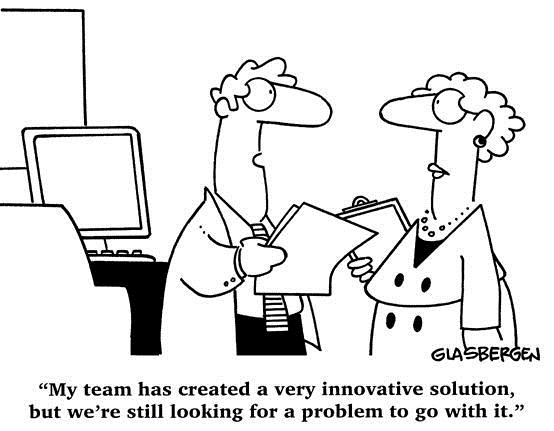 GLASBERGEN
“My team has created a very innovative solution,
but we’re still looking for a problem to go with it.”